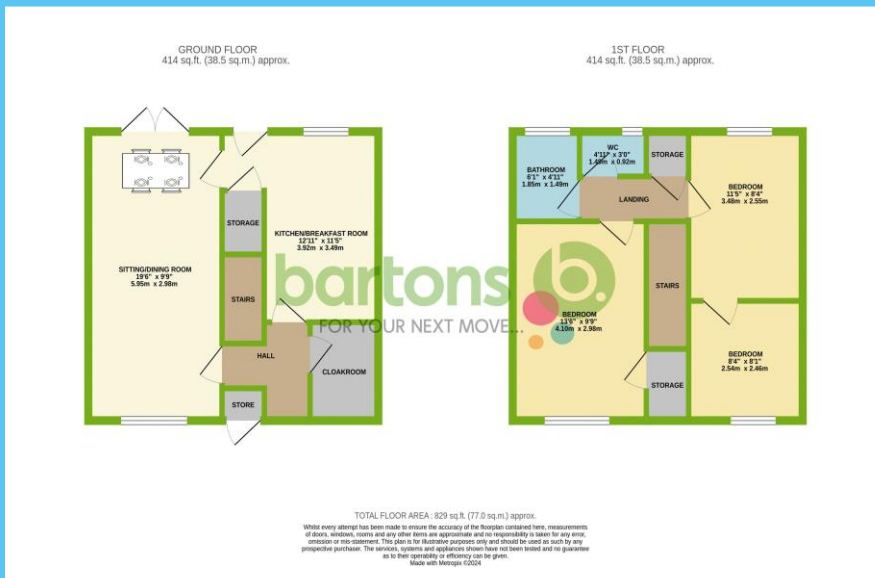 GROUND FLOOR
414 sq.ft. (38.5 sq.m.) approx.
SITTING/DINING ROOM
19'6" x 9'9"
5.95m x 2.98m
STORAGE
STAIRS
KITCHEN/BREAKFAST ROOM
12'11" x 11'5"
3.92m x 3.49m
HALL
CLOAKROOM
STORE
1ST FLOOR
414 sq.ft. (38.5 sq.m.) approx.
BATHROOM
6'1" x 4'11"
1.85m x 1.49m
WC
4'11" x 3'0"
1.49m x 0.92m
STORAGE
LANDING
BEDROOM
11'5" x 8'4"
3.48m x 2.55m
STAIRS
BEDROOM
13'5" x 9'9"
4.10m x 2.98m
STORAGE
BEDROOM
8'4" x 8'1"
2.54m x 2.46m
bartons b.
FOR YOUR NEXT MOVE...
TOTAL FLOOR AREA : 829 sq.ft. (77.0 sq.m.) approx.
Whilst every attempt has been made to ensure the accuracy of the floorplan contained here, measurements
of doors, windows, rooms and any other items are approximate and no responsibility is taken for any error,
omission or mis-statement. This plan is for illustrative purposes only and should be used as such by any
prospective purchaser. The services, systems and appliances shown have not been tested and no guarantee
as to their operability or efficiency can be given.
Made with Metropix ©2024